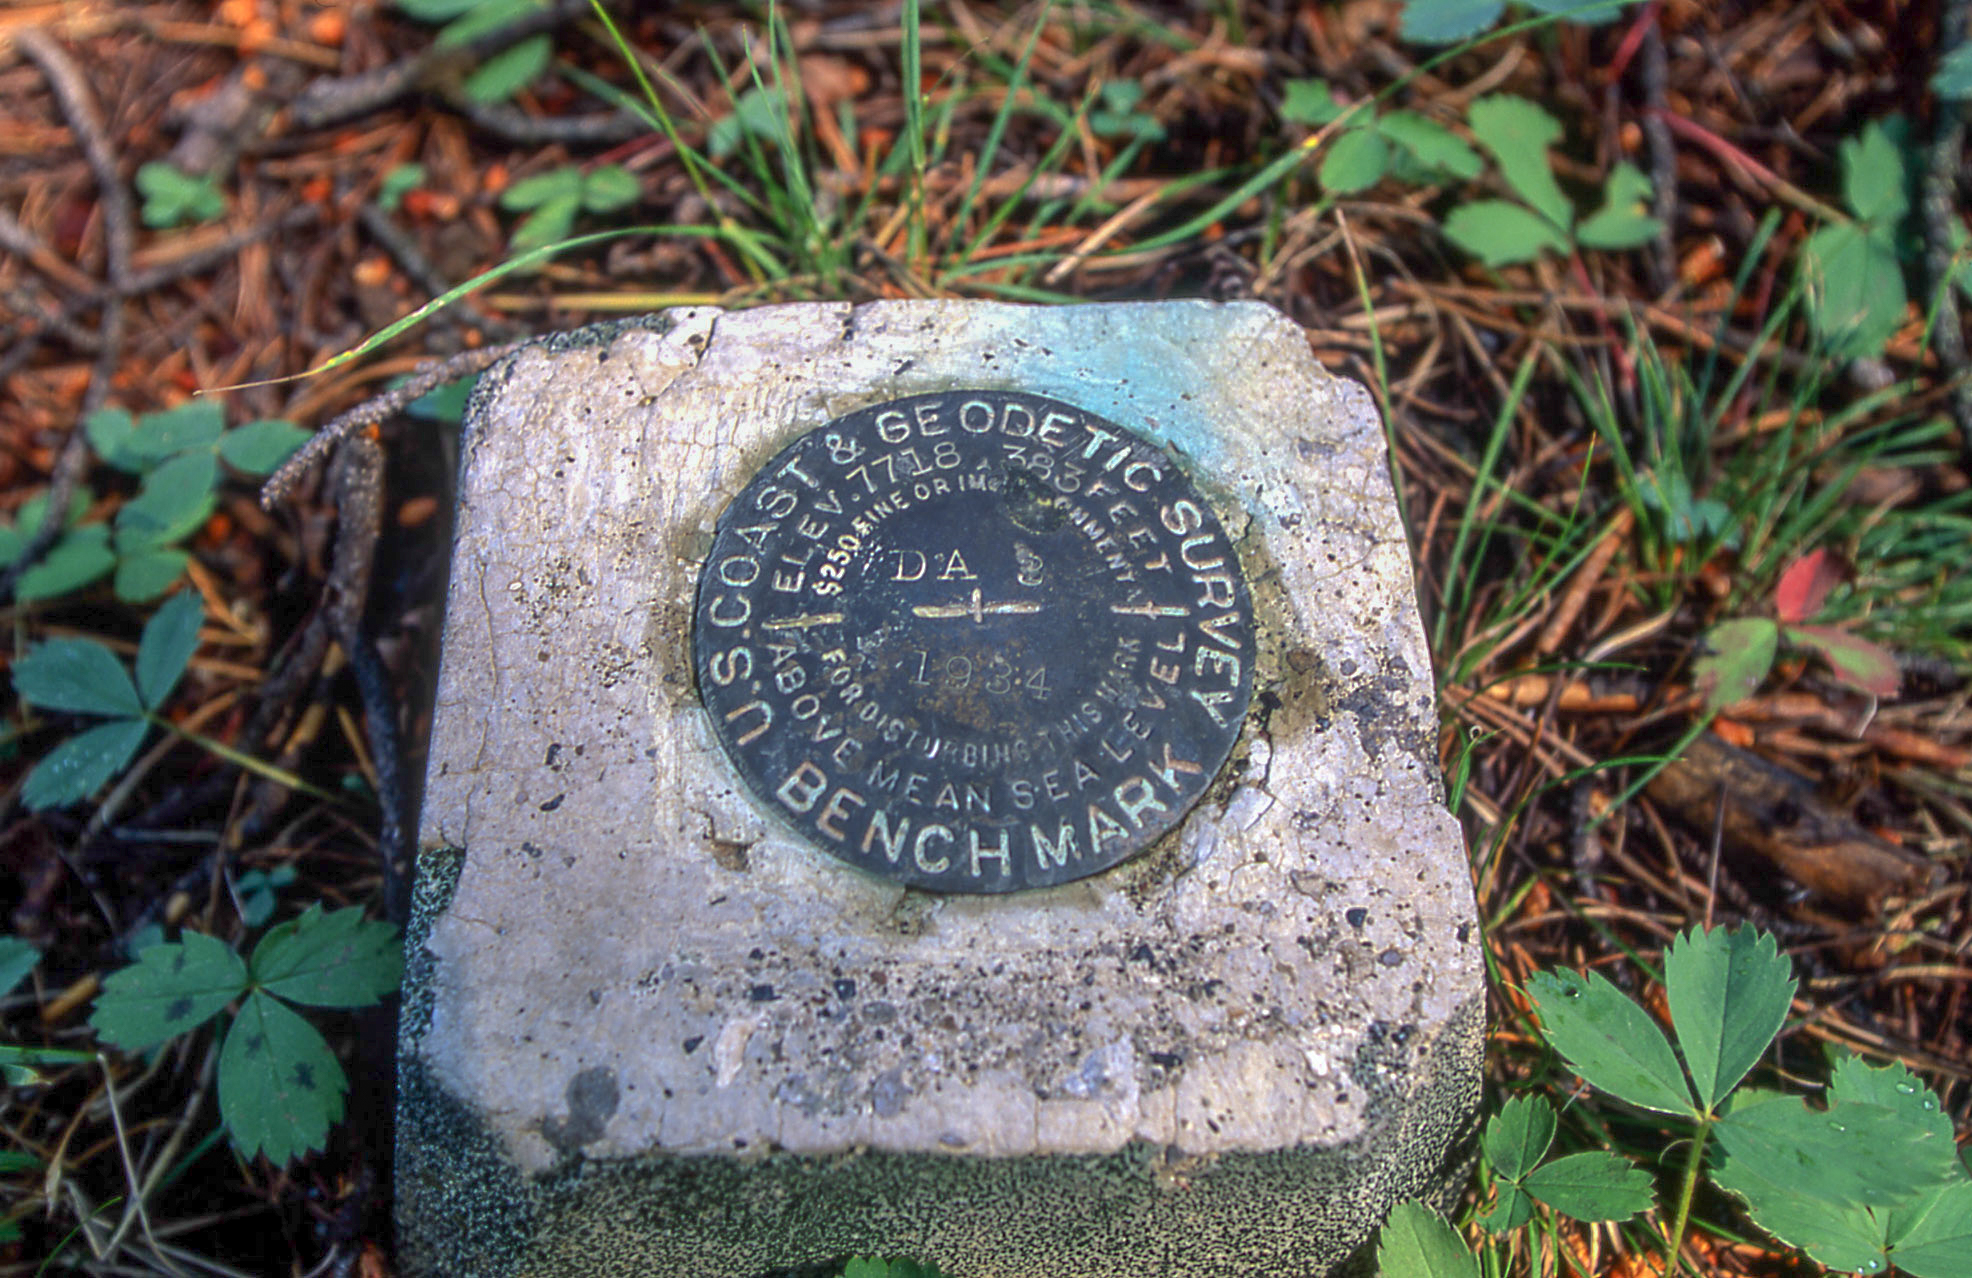 U.S. COAST & GEODETIC SURVEY
ELEV. 7718.383 FEET
$250 FINE OR
DA
1934
FOR DISTURBING THIS MARK
ABOVE MEAN SEA LEVEL
BENCH MARK